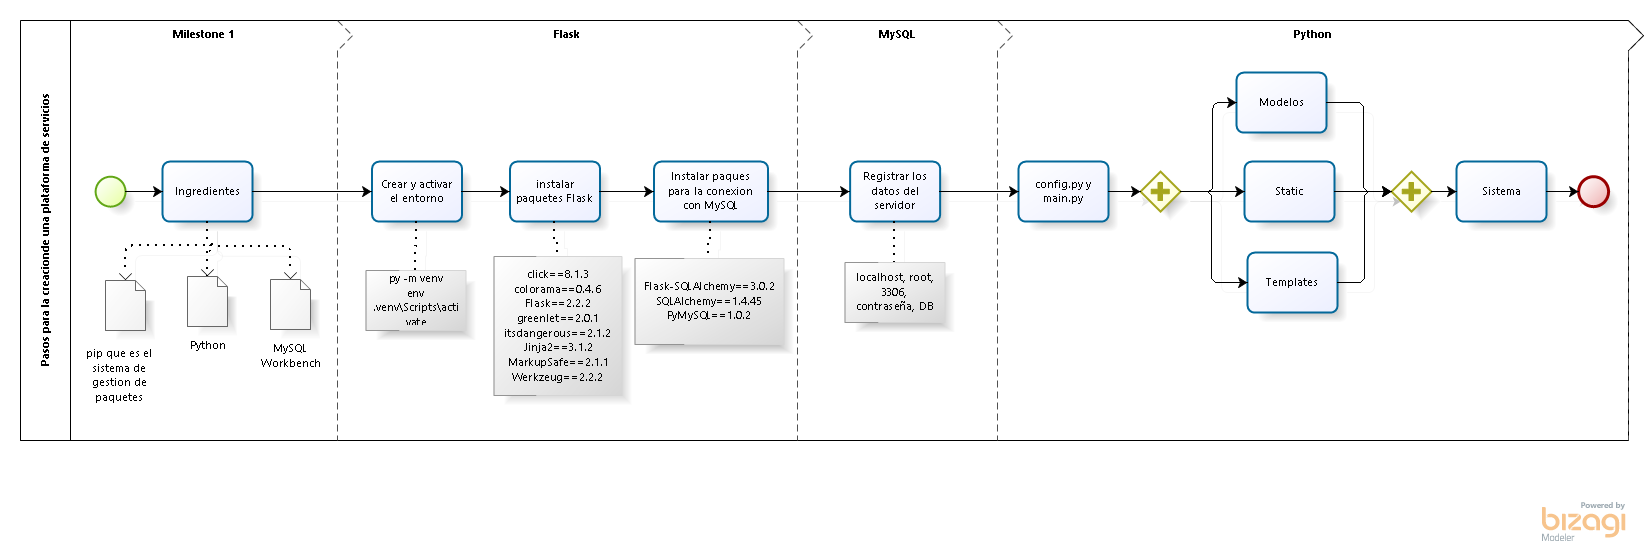 Pasos para la creacionde una plataforma de servicios
Milestone 1
Flask
MySQL
Python
Ingredientes
pip que es el
sistema de
gestion de
paquetes
Python
MySQL
Workbench
Crear y activar
el entorno
py -m venv
env
.venv\Scripts\acti
vate
instalar
paquetes Flask
click==8.1.3
colorama==0.4.6
Flask==2.2.2
greenlet==2.0.1
itsdangerous==2.1.2
Jinja2==3.1.2
MarkupSafe==2.1.1
Werkzeug==2.2.2
Instalar paques
para la conexion
con MySQL
Flask-SQLAlchemy==3.0.2
SQLAlchemy==1.4.45
PyMySQL==1.0.2
Registrar los
datos del
servidor
localhost, root,
3306,
contraseña, DB
config.py y
main.py
Modelos
Static
Templates
Sistema
Powered by
bizagi
Modeler